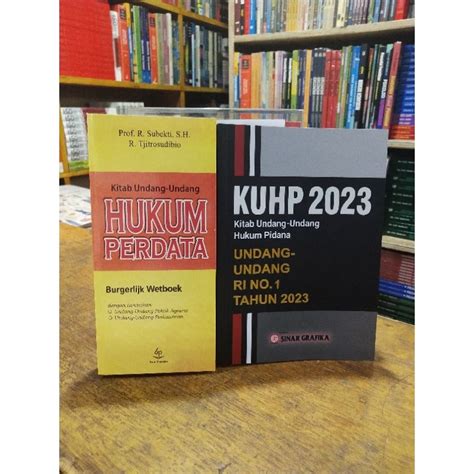 Prof. R. Subekti, S.H.
R. Tjitrosudibio
Kitab Undang-Undang
HUKUM
PERDATA
Burgerlijk Wetboek
KUHP 2023
Kitab Undang-Undang
Hukum Pidana
UNDANG-
UNDANG
RI NO. 1
TAHUN 2023
SINAR GRAFIKA